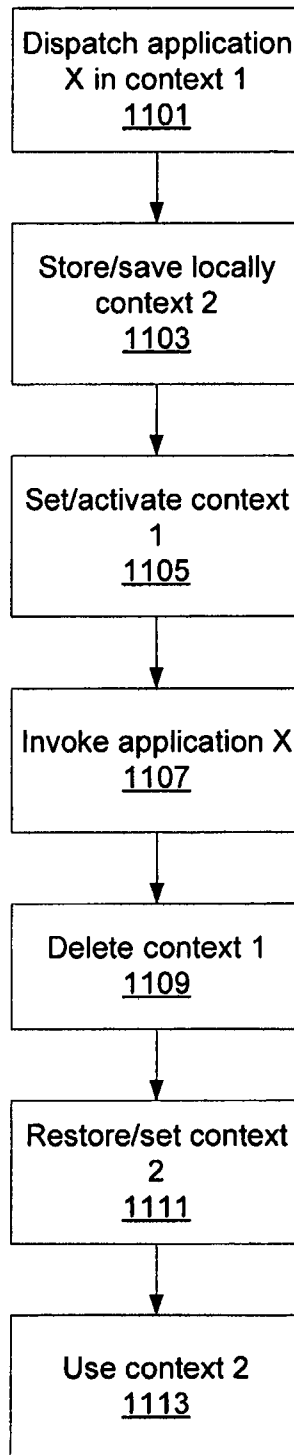 Dispatch application
X in context 1
1101
Store/save locally
context 2
1103
Set/activate context
1
1105
Invoke application X
1107
Delete context 1
1109
Restore/set context
2
1111
Use context 2
1113